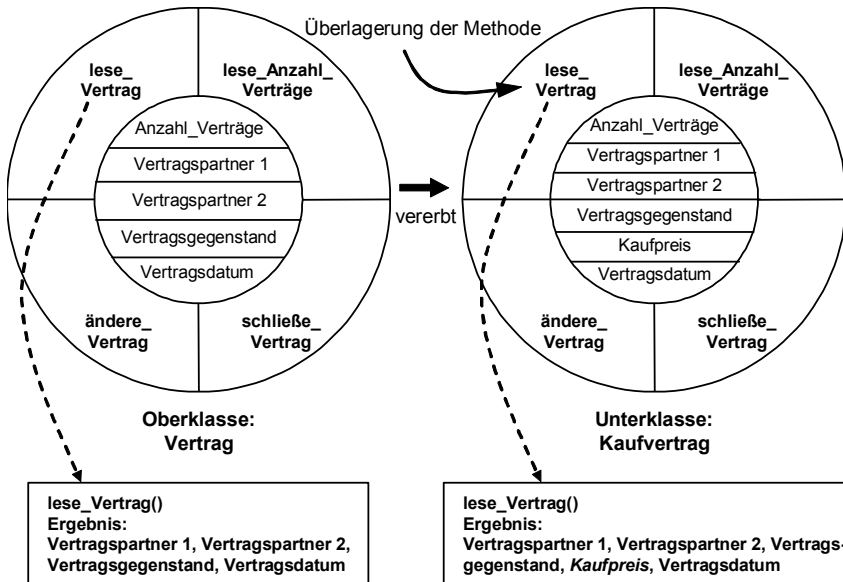 Überlagerung der Methode
lese_
Vertrag
lese_Anzahl_
Verträge
Anzahl_Verträge
Vertragspartner 1
Vertragspartner 2
Vertragsgegenstand
Vertragsdatum
ändere_
Vertrag
schließe_
Vertrag
Oberklasse:
Vertrag
vererbt
lese_
Vertrag
lese_Anzahl_
Verträge
Anzahl_Verträge
Vertragspartner 1
Vertragspartner 2
Vertragsgegenstand
Kaufpreis
Vertragsdatum
ändere_
Vertrag
schließe_
Vertrag
Unterklasse:
Kaufvertrag
lese_Vertrag()
Ergebnis:
Vertragspartner 1, Vertragspartner 2,
Vertragsgegenstand, Vertragsdatum
lese_Vertrag()
Ergebnis:
Vertragspartner 1, Vertragspartner 2, Vertrags-
gegenstand, Kaufpreis, Vertragsdatum